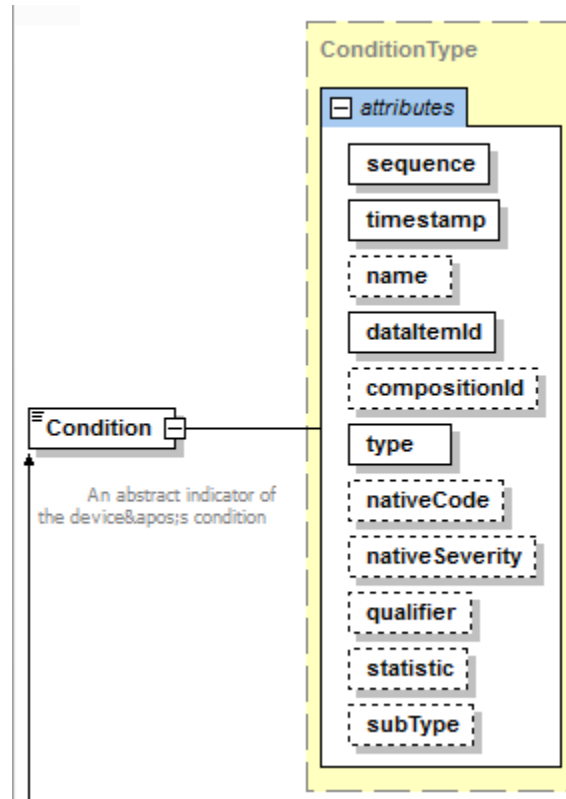 ConditionType
attributes
sequence
timestamp
name
dataItemId
compositionId
Condition
type
An abstract indicator of
the device&apos;s condition
nativeCode
nativeSeverity
qualifier
statistic
subType